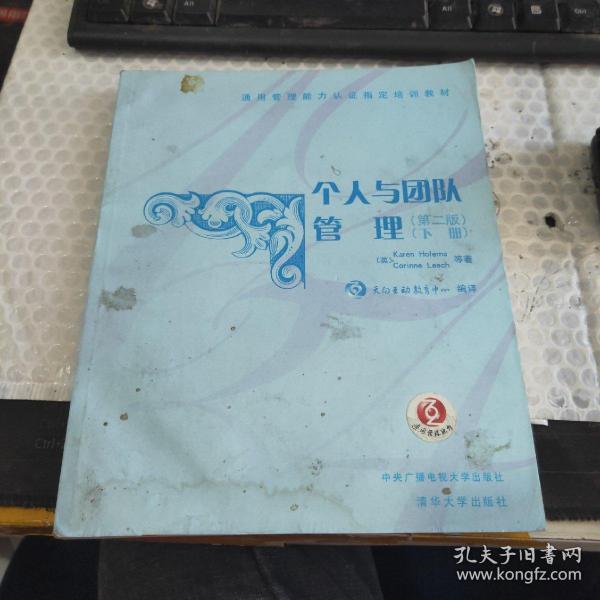 Alt
Alt
Ctrl
通用管理能力认证指定培训教材
个人与团队
管 理(第二版)
(下 册)
(英) Karen Holems
Corinne Leech 等著
天向互动教育中心 编译
中央广播电视大学出版社
清华大学出版社
孔夫子旧书网
www.kongfz.com